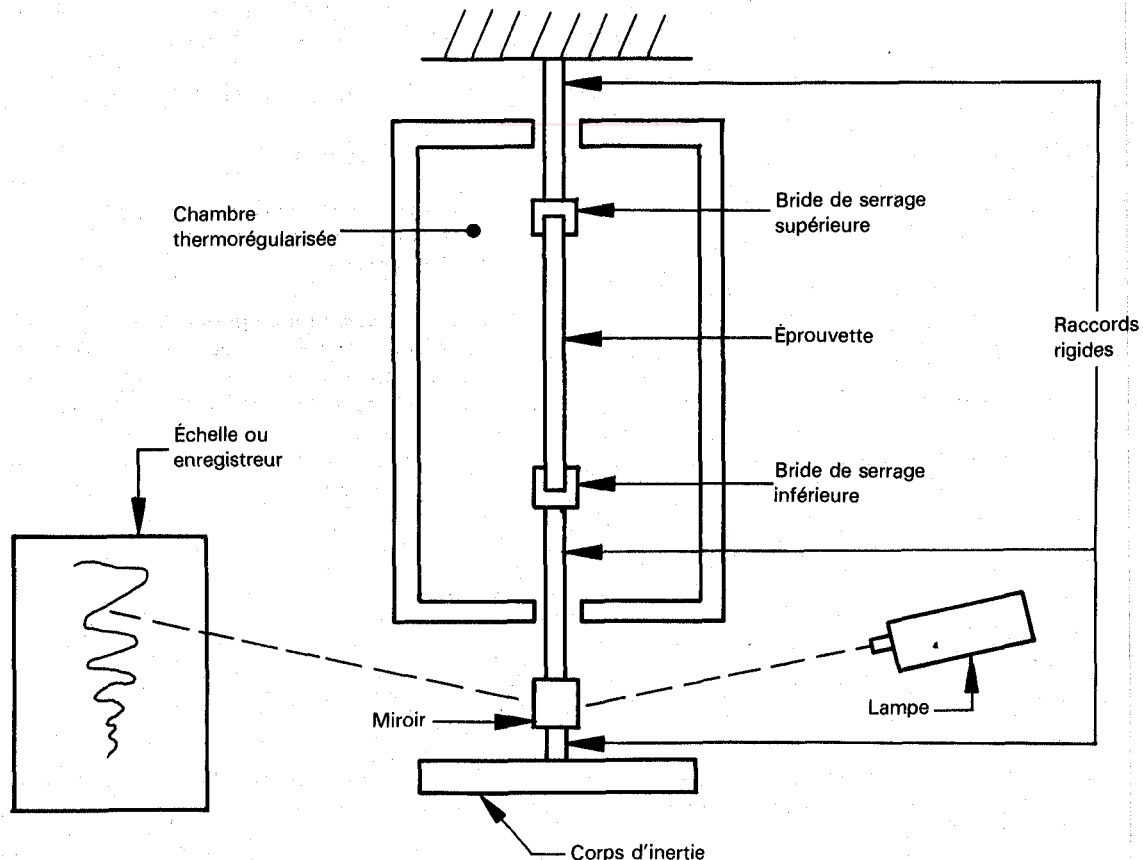 Chambre
thermorégularisée
Bride de serrage
supérieure
Éprouvette
Raccords
rigides
Échelle ou
enregistreur
Bride de serrage
inférieure
Miroir
Lampe
Corps d'inertie